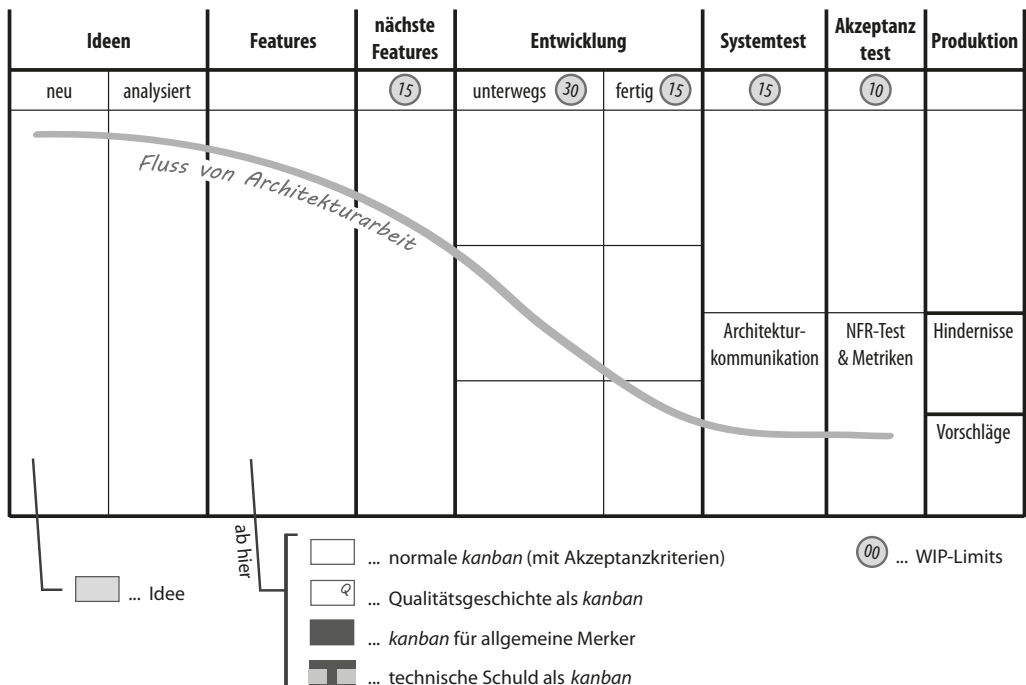 Ideen
Features
nächste
Features
Entwicklung
Systemtest
Akzeptanz
test
Produktion
neu
analysiert
15
unterwegs 30
fertig 15
15
10
Fluss von Architekturarbeit
Architektur-
kommunikation
NFR-Test
& Metriken
Hindernisse
Vorschläge
ab hier
... Idee
... normale kanban (mit Akzeptanzkriterien)
Q
... Qualitätsgeschichte als kanban
... kanban für allgemeine Merker
... technische Schuld als kanban
00 ... WIP-Limits